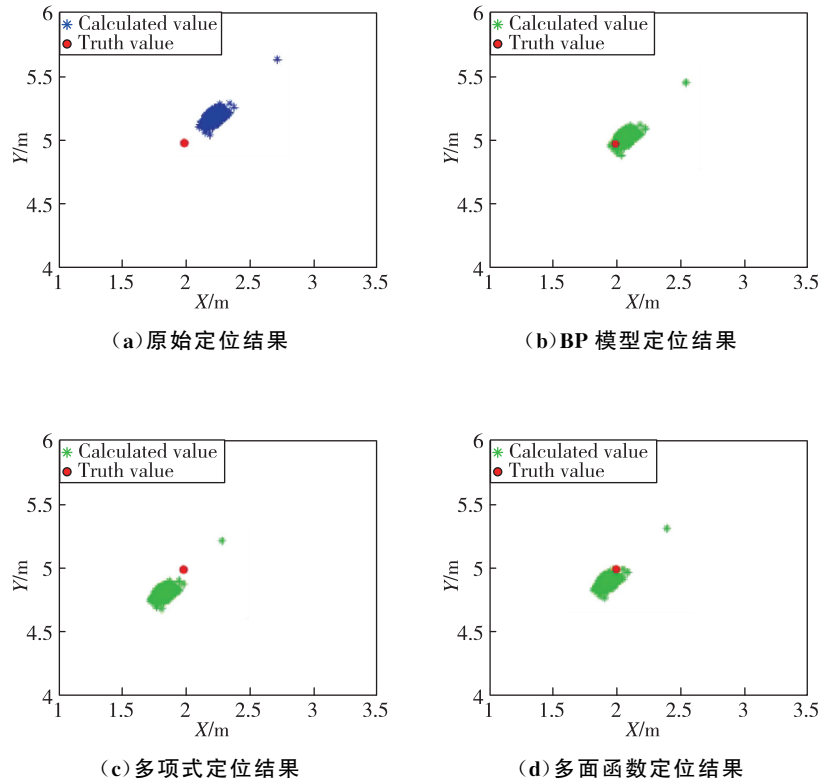 * Calculated value
● Truth value
6
5.5
5
4.5
4
Y/m
1 1.5 2 2.5 3 3.5
X/m
(a)原始定位结果
* Calculated value
● Truth value
6
5.5
5
4.5
4
Y/m
1 1.5 2 2.5 3 3.5
X/m
(b)BP 模型定位结果
* Calculated value
● Truth value
6
5.5
5
4.5
4
Y/m
1 1.5 2 2.5 3 3.5
X/m
(c)多项式定位结果
* Calculated value
● Truth value
6
5.5
5
4.5
4
Y/m
1 1.5 2 2.5 3 3.5
X/m
(d)多面函数定位结果